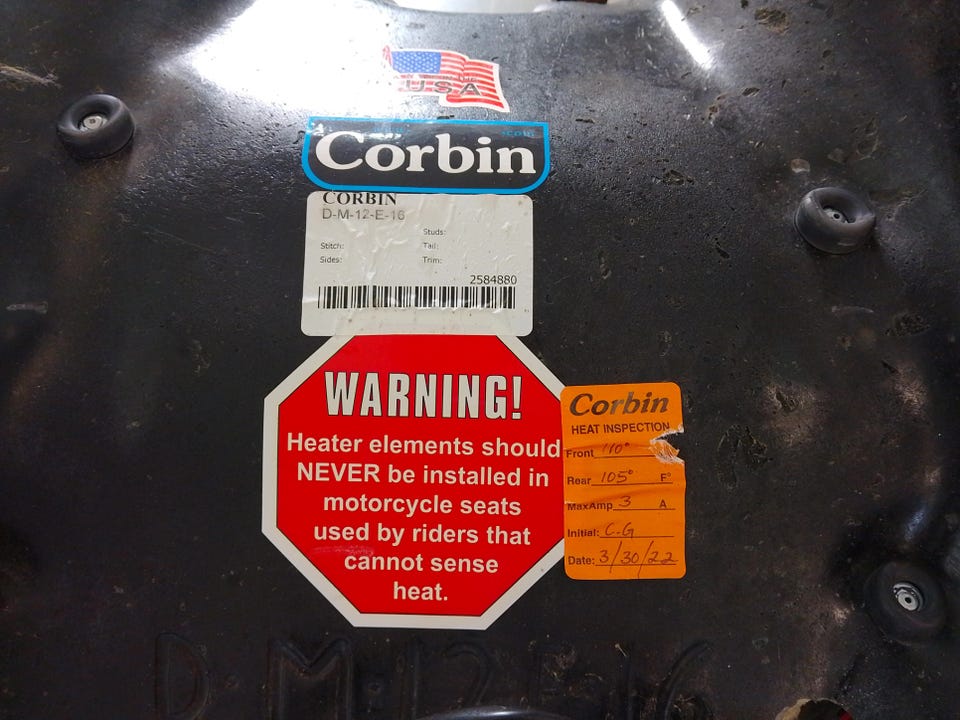 USA
Corbin
.com
CORBIN
D-M-12-E-16
Studs:
Stitch: Tail:
Sides: Trim:
2584880
WARNING!
Heater elements should
NEVER be installed in
motorcycle seats
used by riders that
cannot sense
heat.
Corbin
HEAT INSPECTION
Front 110°
Rear 105° F°
MaxAmp 3 A
Initial: C.G
Date: 3/30/22
D-M-12-E-16